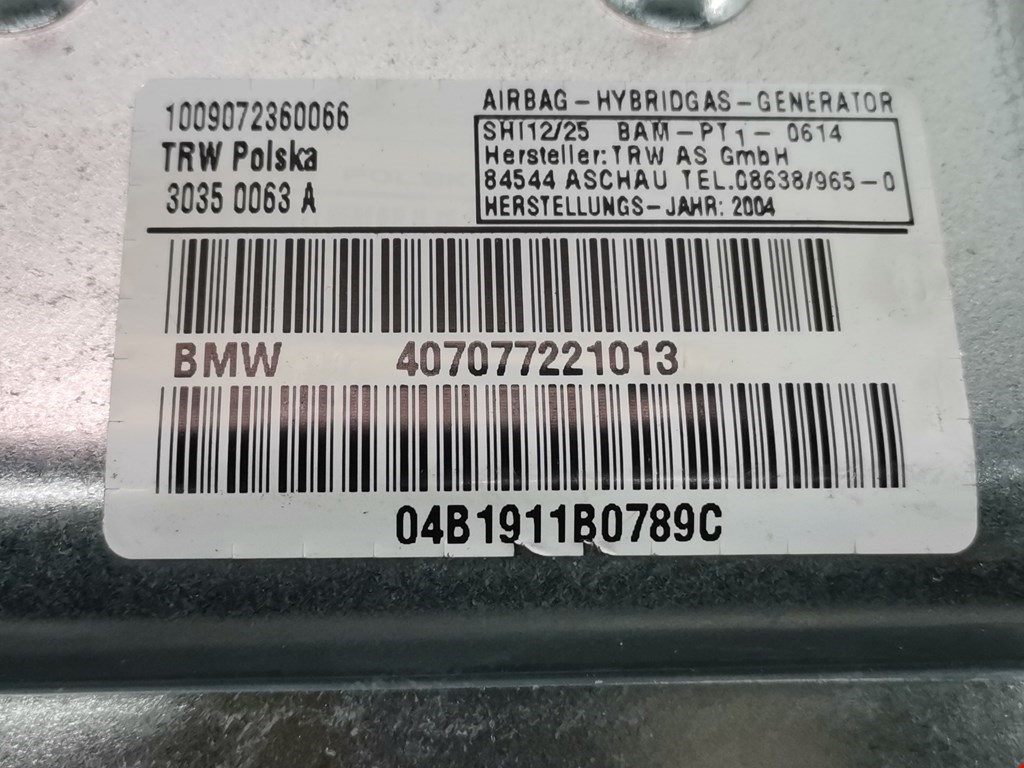 1009072360066
TRW Polska
3035 0063 A
AIRBAG-HYBRIDGAS-GENERATOR
SHI12/25 BAM-PT1-0614
Hersteller: TRW AS GmbH
84544 ASCHAU TEL.08638/965-0
HERSTELLUNGS-JAHR: 2004
BMW 407077221013
04B1911B0789C